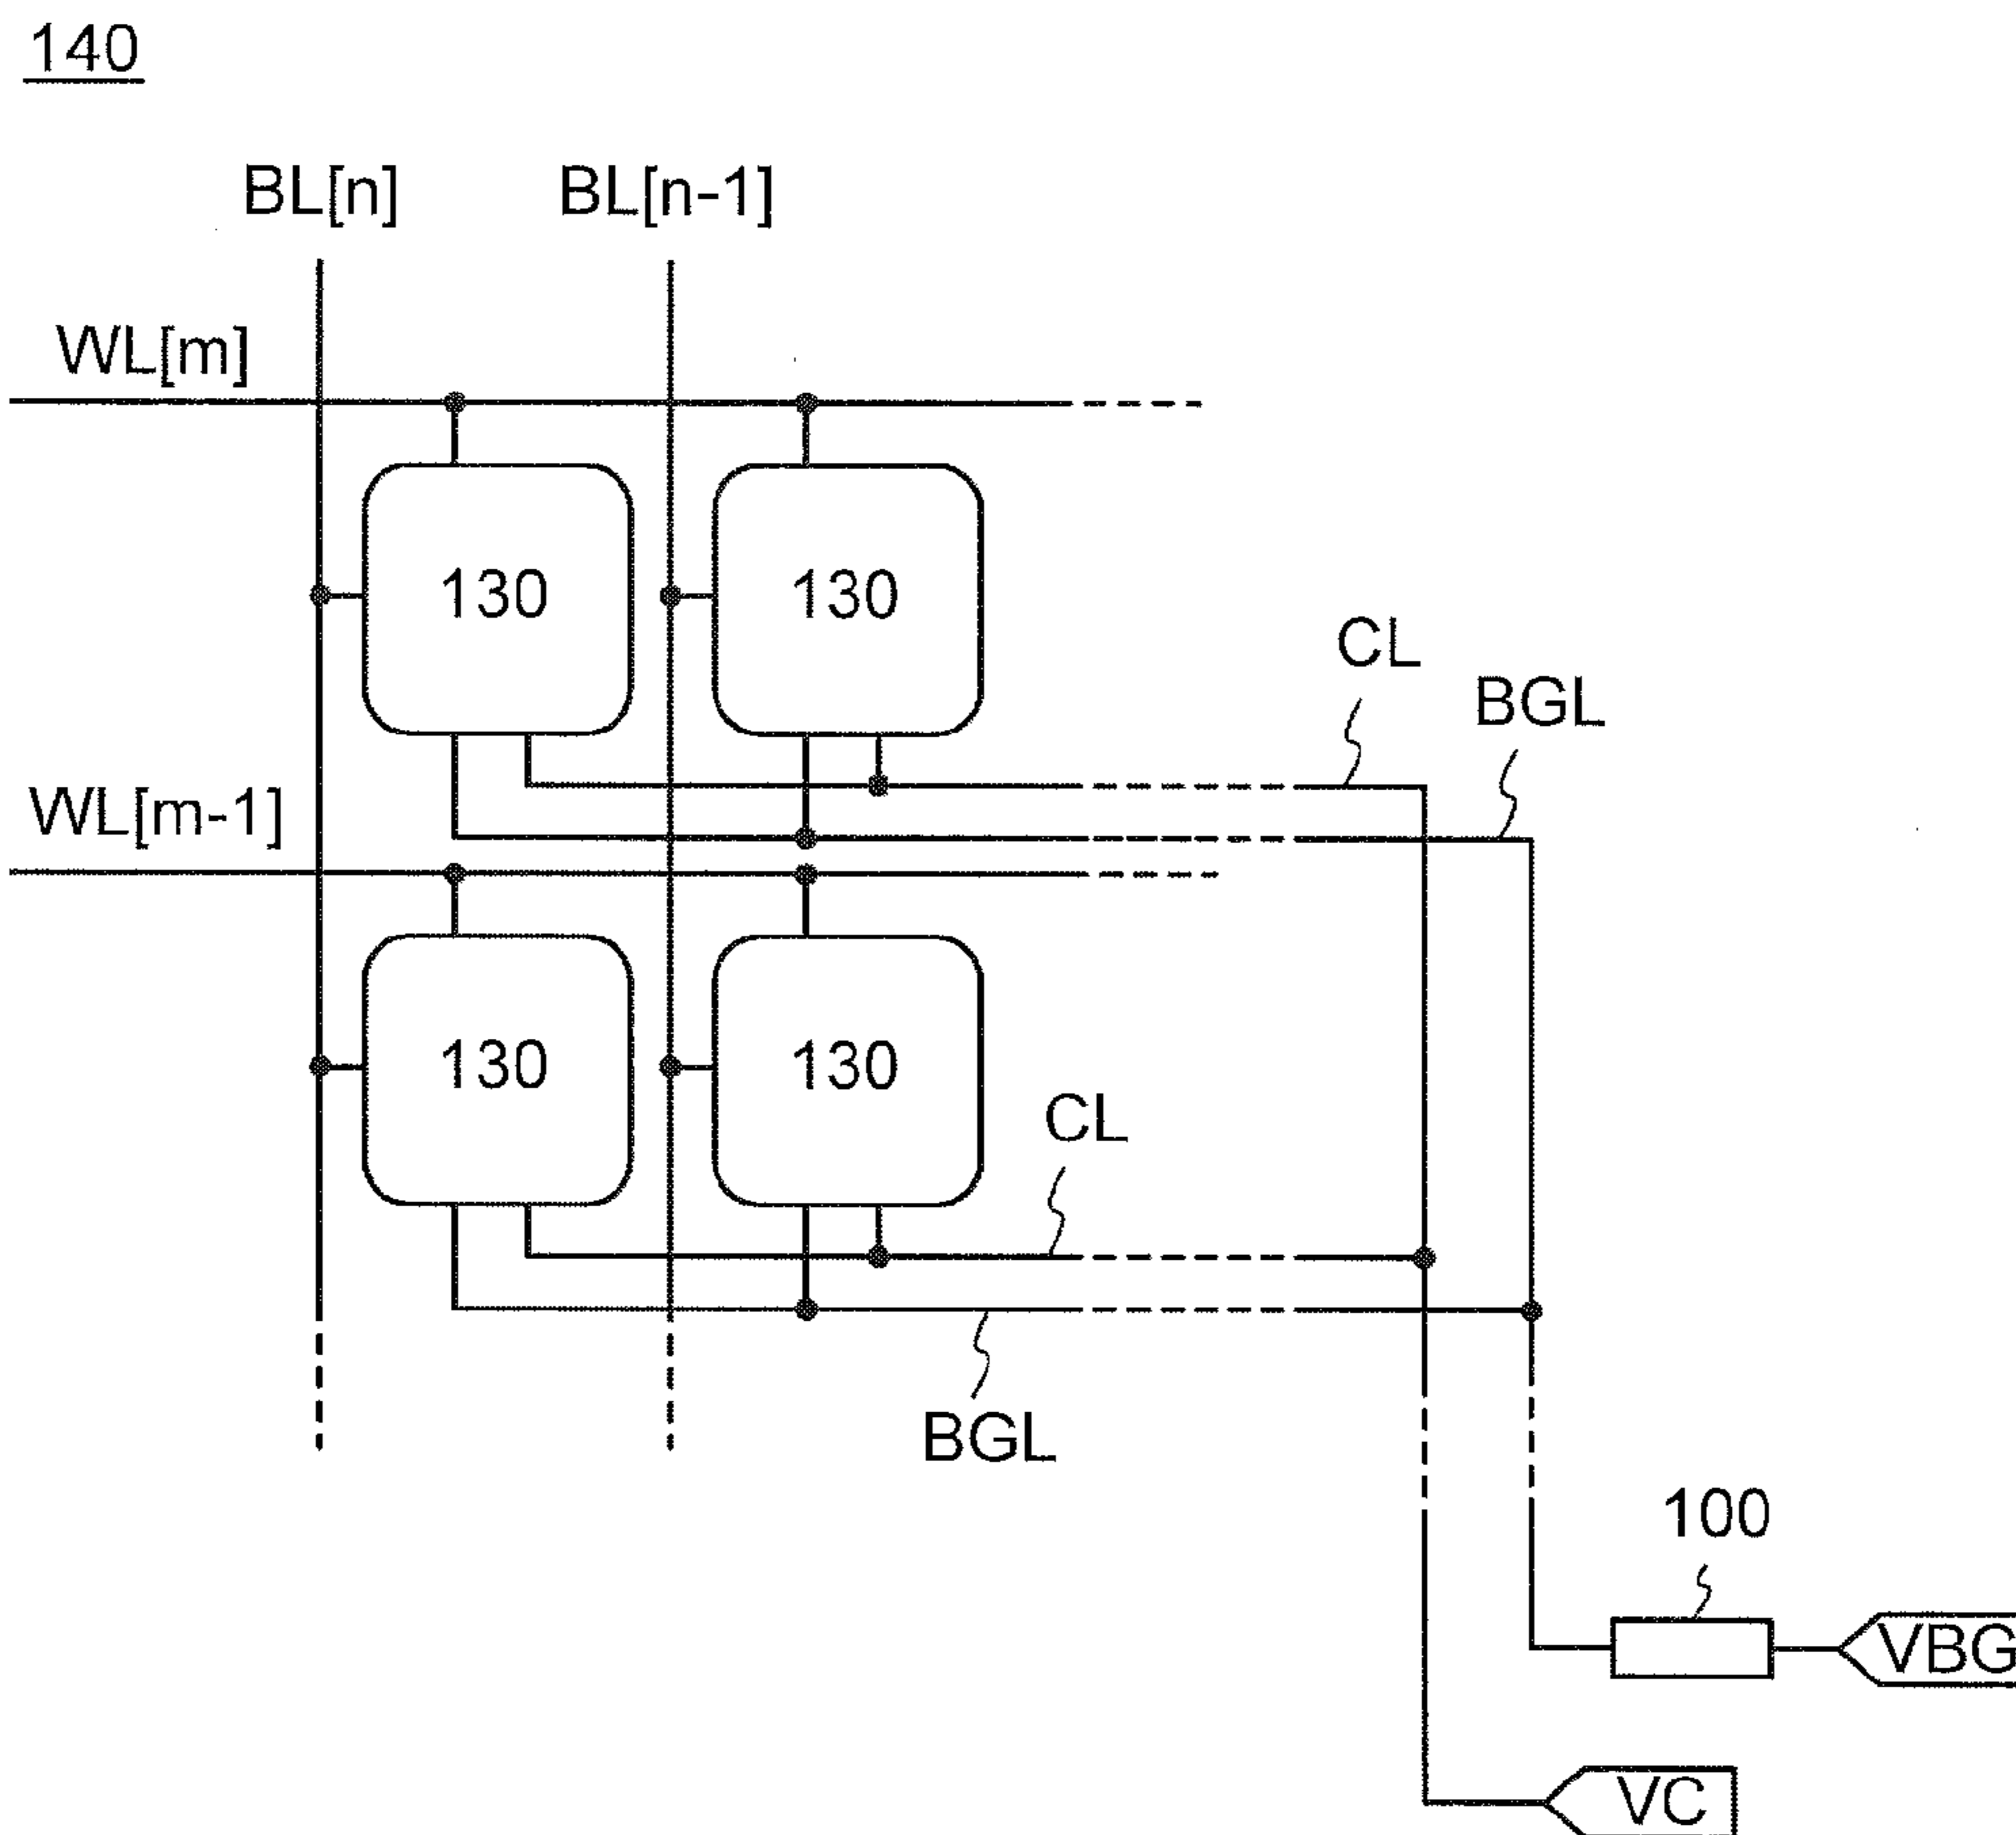 140
BL[n] BL[n-1]
WL[m]
130 130
CL
BGL
WL[m-1]
130 130
CL
BGL
100
VBG
VC